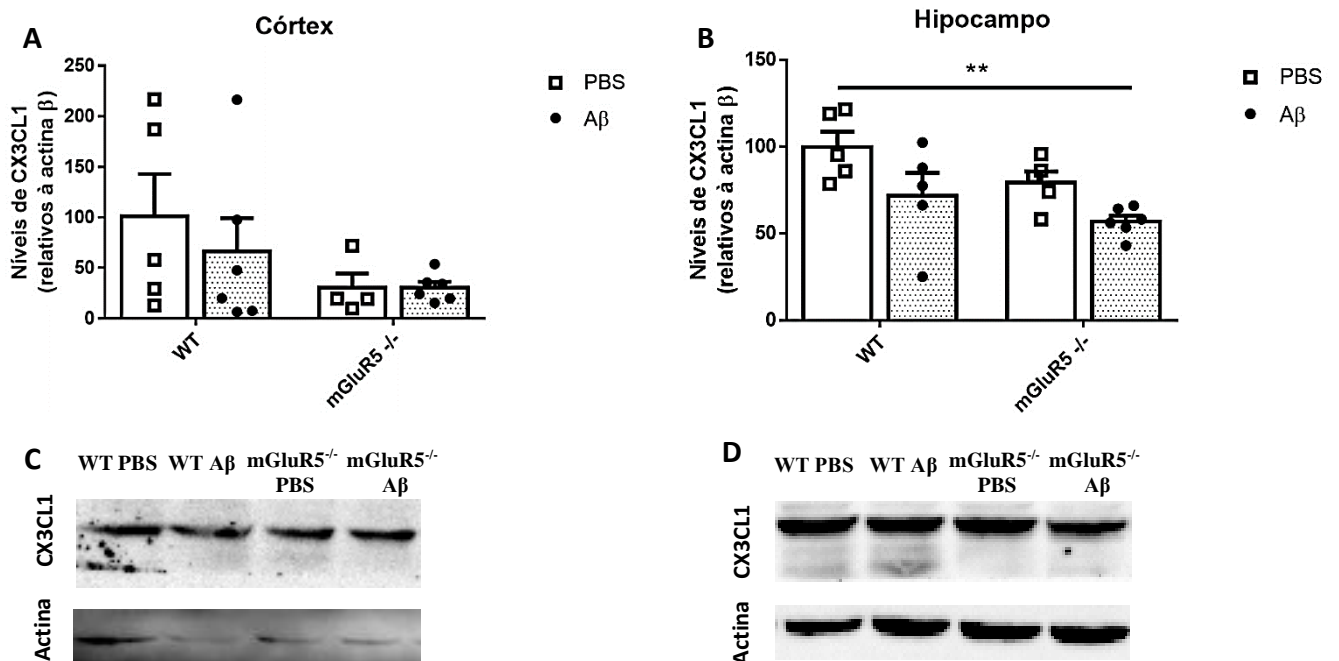 A
Córtex
Níveis de CX3CL1
(relativos à actina β)
250
200
150
100
50
0
WT
mGluR5 -/-
PBS
Aβ
B
Hipocampo
Níveis de CX3CL1
(relativos à actina β)
150
100
50
0
**
WT
mGluR5 -/-
PBS
Aβ
C
WT PBS WT Aβ mGluR5-/- mGluR5-/-
PBS Aβ
CX3CL1
Actina
D
WT PBS WT Aβ mGluR5-/- mGluR5-/-
PBS Aβ
CX3CL1
Actina